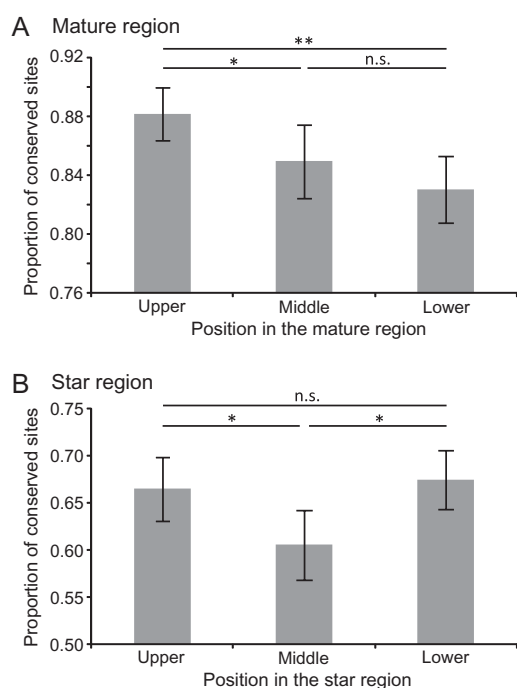 A Mature region
Proportion of conserved sites
0.92
0.88
0.84
0.80
0.76
**
*
n.s.
Upper
Middle
Lower
Position in the mature region
B Star region
Proportion of conserved sites
0.75
0.70
0.65
0.60
0.55
0.50
n.s.
*
*
Upper
Middle
Lower
Position in the star region